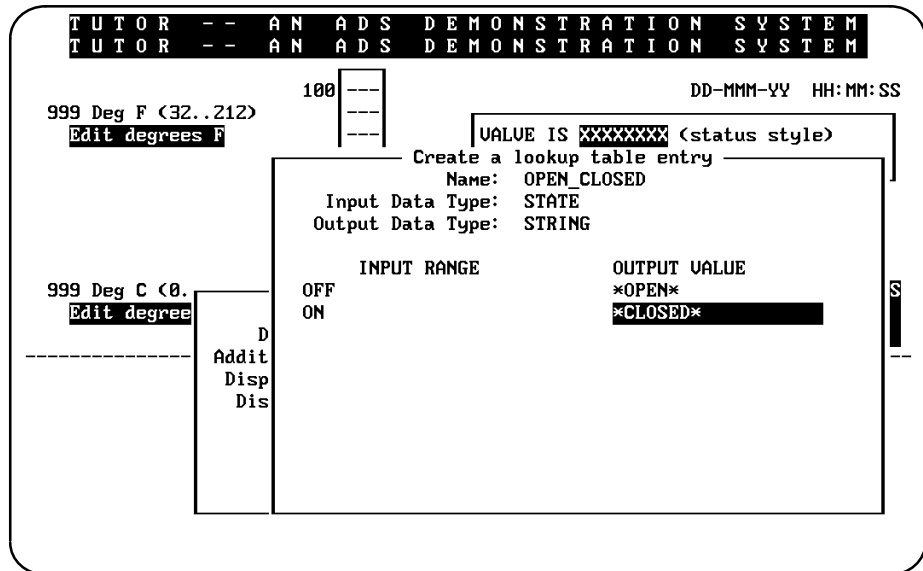 T U T O R -- A N A D S D E M O N S T R A T I O N S Y S T E M
T U T O R -- A N A D S D E M O N S T R A T I O N S Y S T E M
100 --- DD-MMM-YY HH:MM:SS
999 Deg F (32..212) ---
Edit degrees F --- VALUE IS XXXXXXXX (status style)
Create a lookup table entry
Name: OPEN_CLOSED
Input Data Type: STATE
Output Data Type: STRING
INPUT RANGE OUTPUT VALUE
999 Deg C (0. OFF *OPEN* S
Edit degree ON *CLOSED*
D
Addit
Disp
Dis